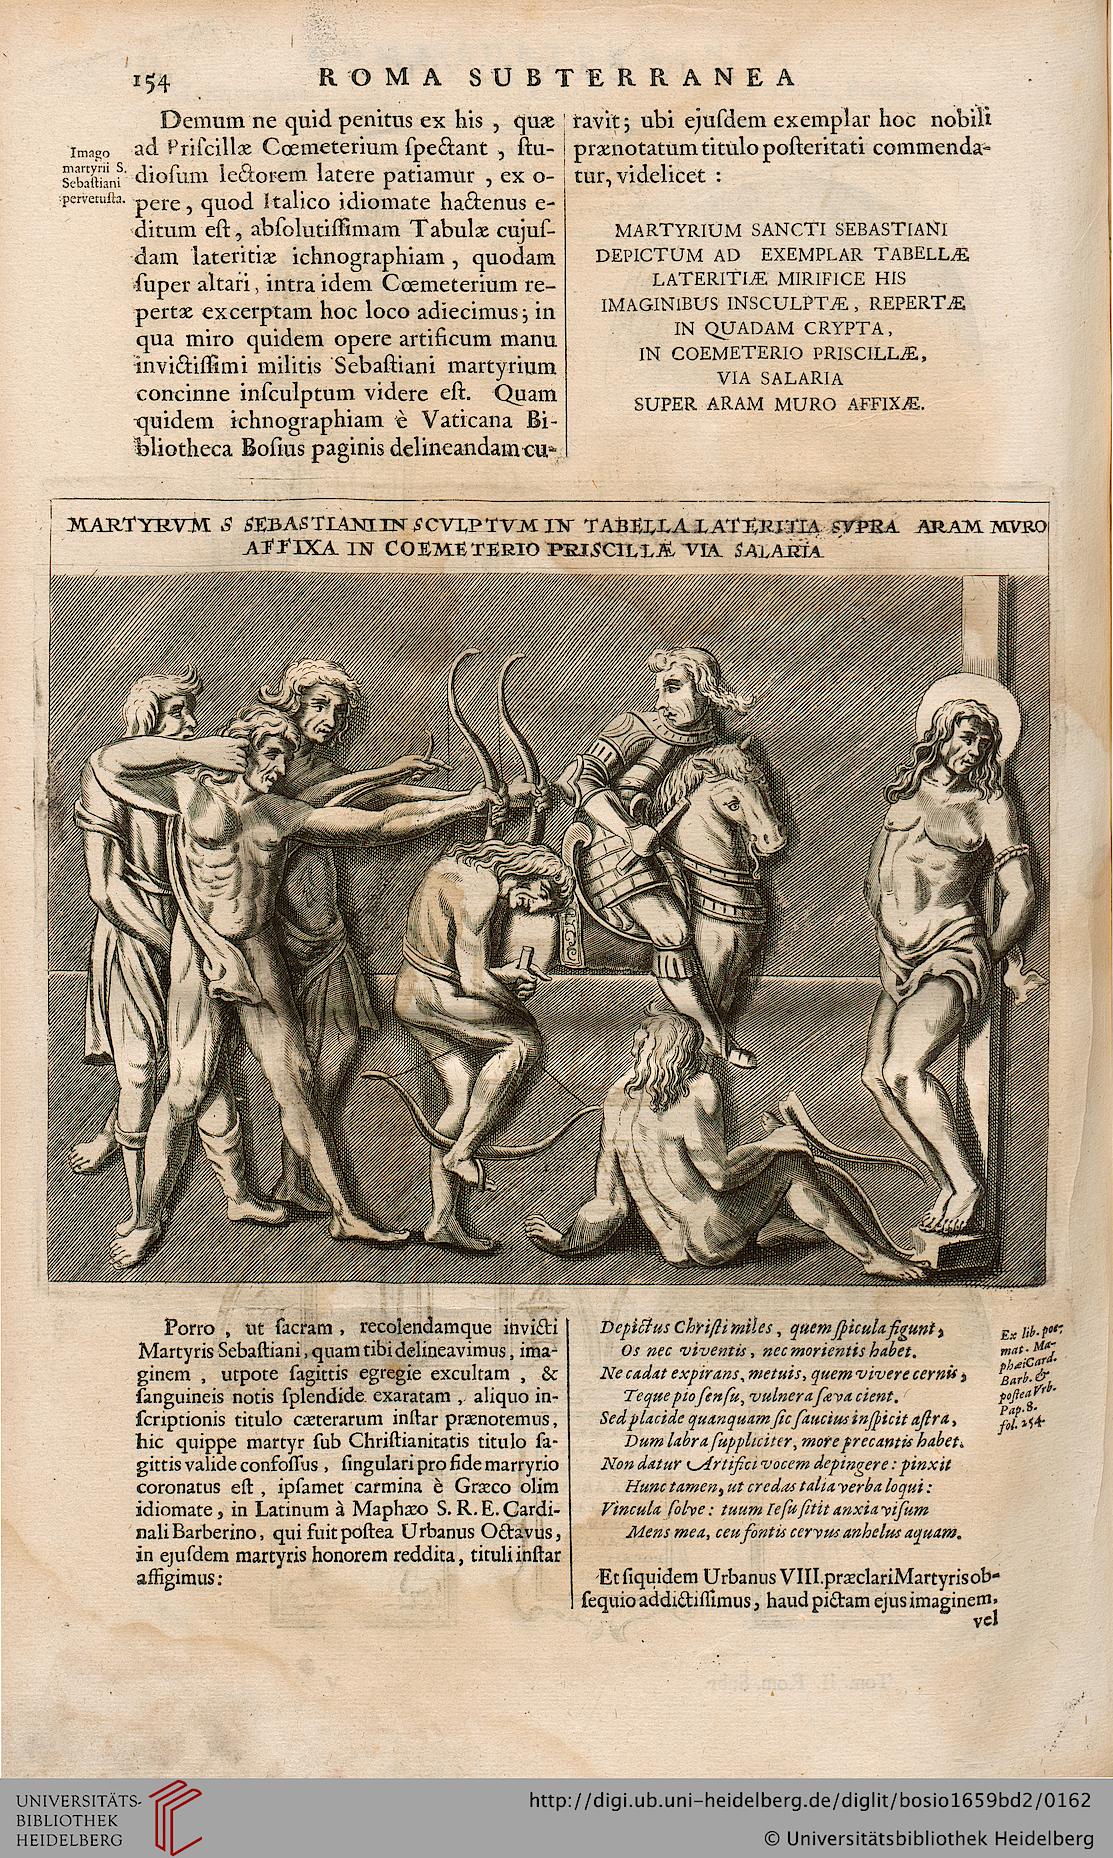 154 ROMA SUBTERRANEA
Imago
martyrii S.
Sebaſtiani
pervetuſta.
Demum ne quid penitus ex his , quæ
ad Priſcillæ Cœmeterium ſpectant , ſtu-
dioſum lectorem latere patiamur , ex o-
pere , quod Italico idiomate hactenus e-
ditum eſt , abſolutiſſimam Tabulæ cujuſ-
dam lateritiæ ichnographiam , quodam
ſuper altari , intra idem Cœmeterium re-
pertæ excerptam hoc loco adiecimus ; in
qua miro quidem opere artificum manu
invictiſſimi militis Sebaſtiani martyrium
concinne inſculptum videre eſt. Quam
quidem ichnographiam è Vaticana Bi-
bliotheca Boſius paginis delineandam cu-
ravit ; ubi ejuſdem exemplar hoc nobili
prænotatum titulo poſteritati commenda-
tur, videlicet :
MARTYRIUM SANCTI SEBASTIANI
DEPICTUM AD EXEMPLAR TABELLÆ
LATERITIÆ MIRIFICE HIS
IMAGINIBUS INSCULPTÆ , REPERTÆ
IN QUADAM CRYPTA ,
IN COEMETERIO PRISCILLÆ,
VIA SALARIA
SUPER ARAM MURO AFFIXÆ.
MARTYRVM S SEBASTIANI IN SCVLPTVM IN TABELLA LATERITIA SVPRA ARAM MVRO
AFFIXA IN COEMETERIO PRISCILLÆ VIA SALARIA
Porro , ut ſacram , recolendamque invicti
Martyris Sebaſtiani , quam tibi delineavimus , ima-
ginem , utpote ſagittis egregie excultam , &
ſanguineis notis ſplendide exaratam , aliquo in-
ſcriptionis titulo cæterarum inſtar prænotemus,
hic quippe martyr ſub Chriſtianitatis titulo ſa-
gittis valide confoſſus , ſingulari pro fide marryrio
coronatus eſt , ipſamet carmina è Græco olim
idiomate , in Latinum à Maphæo S. R. E. Cardi-
nali Barberino, qui fuit poſtea Urbanus Octavus,
in ejuſdem martyris honorem reddita, tituli inſtar
affigimus :
Depictus Chriſti miles , quem ſpicula figunt ,
Os nec viventis , nec morientis habet.
Ne cadat expirans, metuis, quem vivere cernis,
Teque pio ſenſu, vulnera ſæva cient.
Sed placide quanquam ſic ſaucius inſpicit aſtra,
Dum labra ſuppliciter, more precantis habet.
Non datur Artifici vocem depingere : pinxit
Hunc tamen, ut credas talia verba loqui :
Vincula ſolve : tuum Ieſu ſitit anxia viſum
Mens mea, ceu fontis cervus anhelus aquam.
Ex lib. poe-
mat. Ma-
phæi Card.
Barb. &
poſtea Vrb.
Pap. 8.
fol. 254.
Et ſiquidem Urbanus VIII. præclari Martyris ob-
ſequio addictiſſimus , haud pictam ejus imaginem,
vel
UNIVERSITÄTS-
BIBLIOTHEK
HEIDELBERG
http://digi.ub.uni-heidelberg.de/diglit/bosio1659bd2/0162
© Universitätsbibliothek Heidelberg